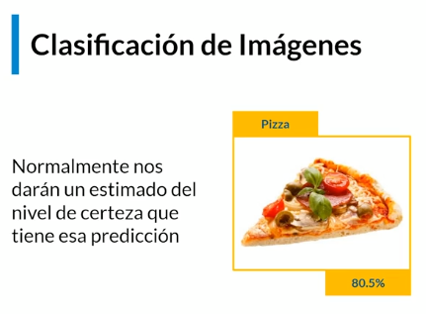 Clasificación de Imágenes
Pizza
Normalmente nos
darán un estimado del
nivel de certeza que
tiene esa predicción
80.5%